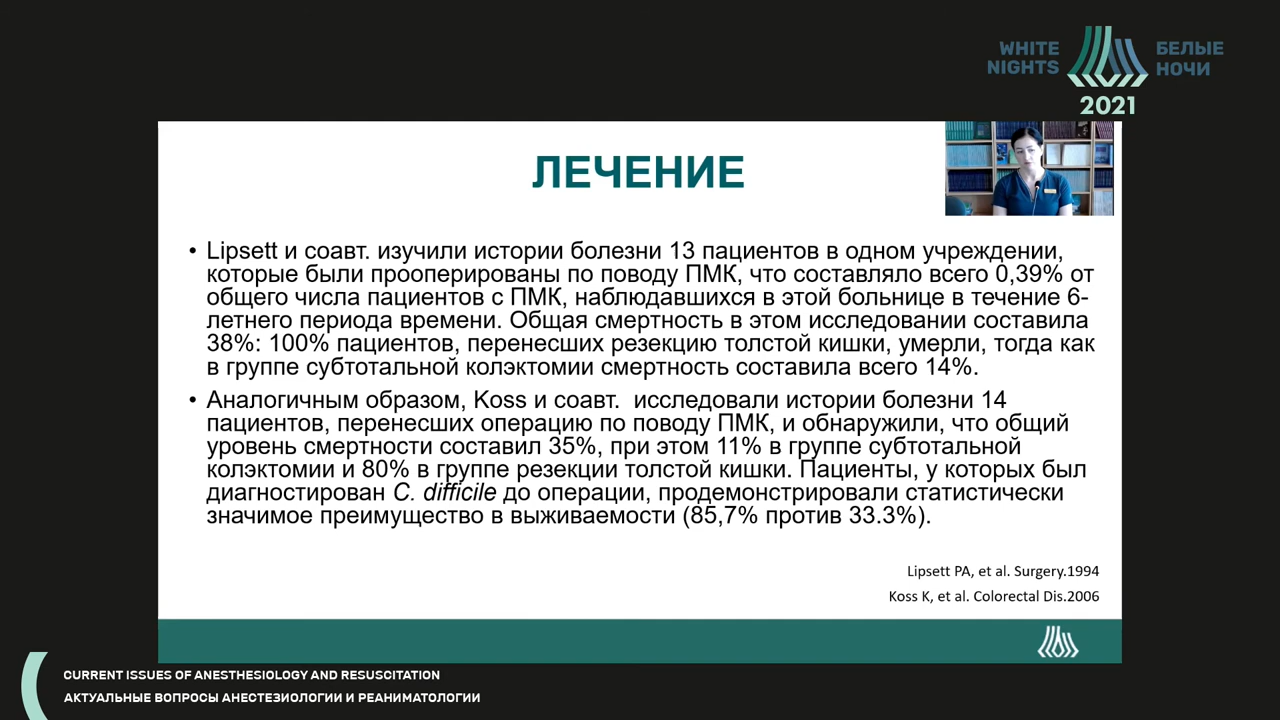 WHITE NIGHTS
БЕЛЫЕ НОЧИ
2021
ЛЕЧЕНИЕ
• Lipsett и соавт. изучили истории болезни 13 пациентов в одном учреждении,
которые были прооперированы по поводу ПМК, что составляло всего 0,39% от
общего числа пациентов с ПМК, наблюдавшихся в этой больнице в течение 6-
летнего периода времени. Общая смертность в этом исследовании составила
38%: 100% пациентов, перенесших резекцию толстой кишки, умерли, тогда как
в группе субтотальной колэктомии смертность составила всего 14%.
• Аналогичным образом, Koss и соавт. исследовали истории болезни 14
пациентов, перенесших операцию по поводу ПМК, и обнаружили, что общий
уровень смертности составил 35%, при этом 11% в группе субтотальной
колэктомии и 80% в группе резекции толстой кишки. Пациенты, у которых был
диагностирован C. difficile до операции, продемонстрировали статистически
значимое преимущество в выживаемости (85,7% против 33.3%).
Lipsett PA, et al. Surgery.1994
Koss K, et al. Colorectal Dis.2006
CURRENT ISSUES OF ANESTHESIOLOGY AND RESUSCITATION
АКТУАЛЬНЫЕ ВОПРОСЫ АНЕСТЕЗИОЛОГИИ И РЕАНИМАТОЛОГИИ